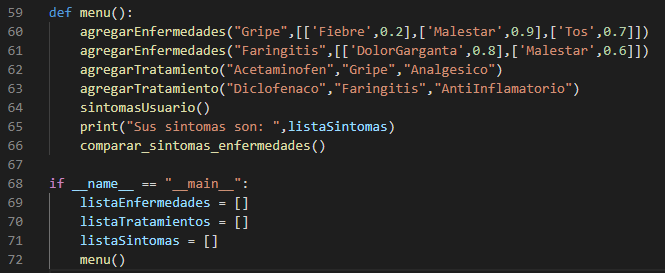 59 def menu():
60     agregarEnfermedades("Gripe",[['Fiebre',0.2],['Malestar',0.9],['Tos',0.7]])
61     agregarEnfermedades("Faringitis",[['DolorGarganta',0.8],['Malestar',0.6]])
62     agregarTratamiento("Acetaminofen","Gripe","Analgesico")
63     agregarTratamiento("Diclofenaco","Faringitis","AntiInflamatorio")
64     sintomasUsuario()
65     print("Sus sintomas son: ",listaSintomas)
66     comparar_sintomas_enfermedades()
67
68 if __name__ == "__main__":
69     listaEnfermedades = []
70     listaTratamientos = []
71     listaSintomas = []
72     menu()